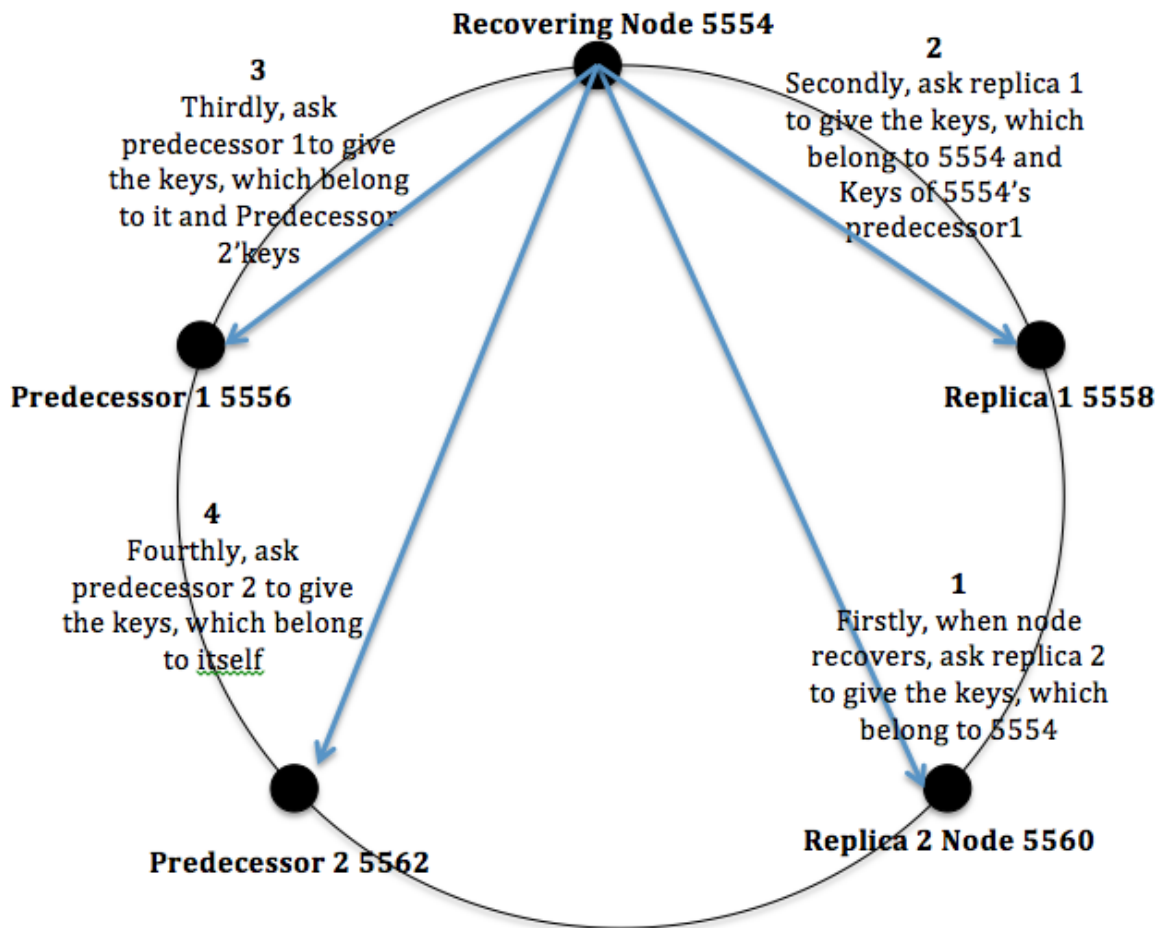 Recovering Node 5554
3
Thirdly, ask
predecessor 1to give
the keys, which belong
to it and Predecessor
2’keys
2
Secondly, ask replica 1
to give the keys, which
belong to 5554 and
Keys of 5554’s
predecessor1
Predecessor 1 5556
Replica 1 5558
4
Fourthly, ask
predecessor 2 to give
the keys, which belong
to itself
1
Firstly, when node
recovers, ask replica 2
to give the keys, which
belong to 5554
Predecessor 2 5562
Replica 2 Node 5560